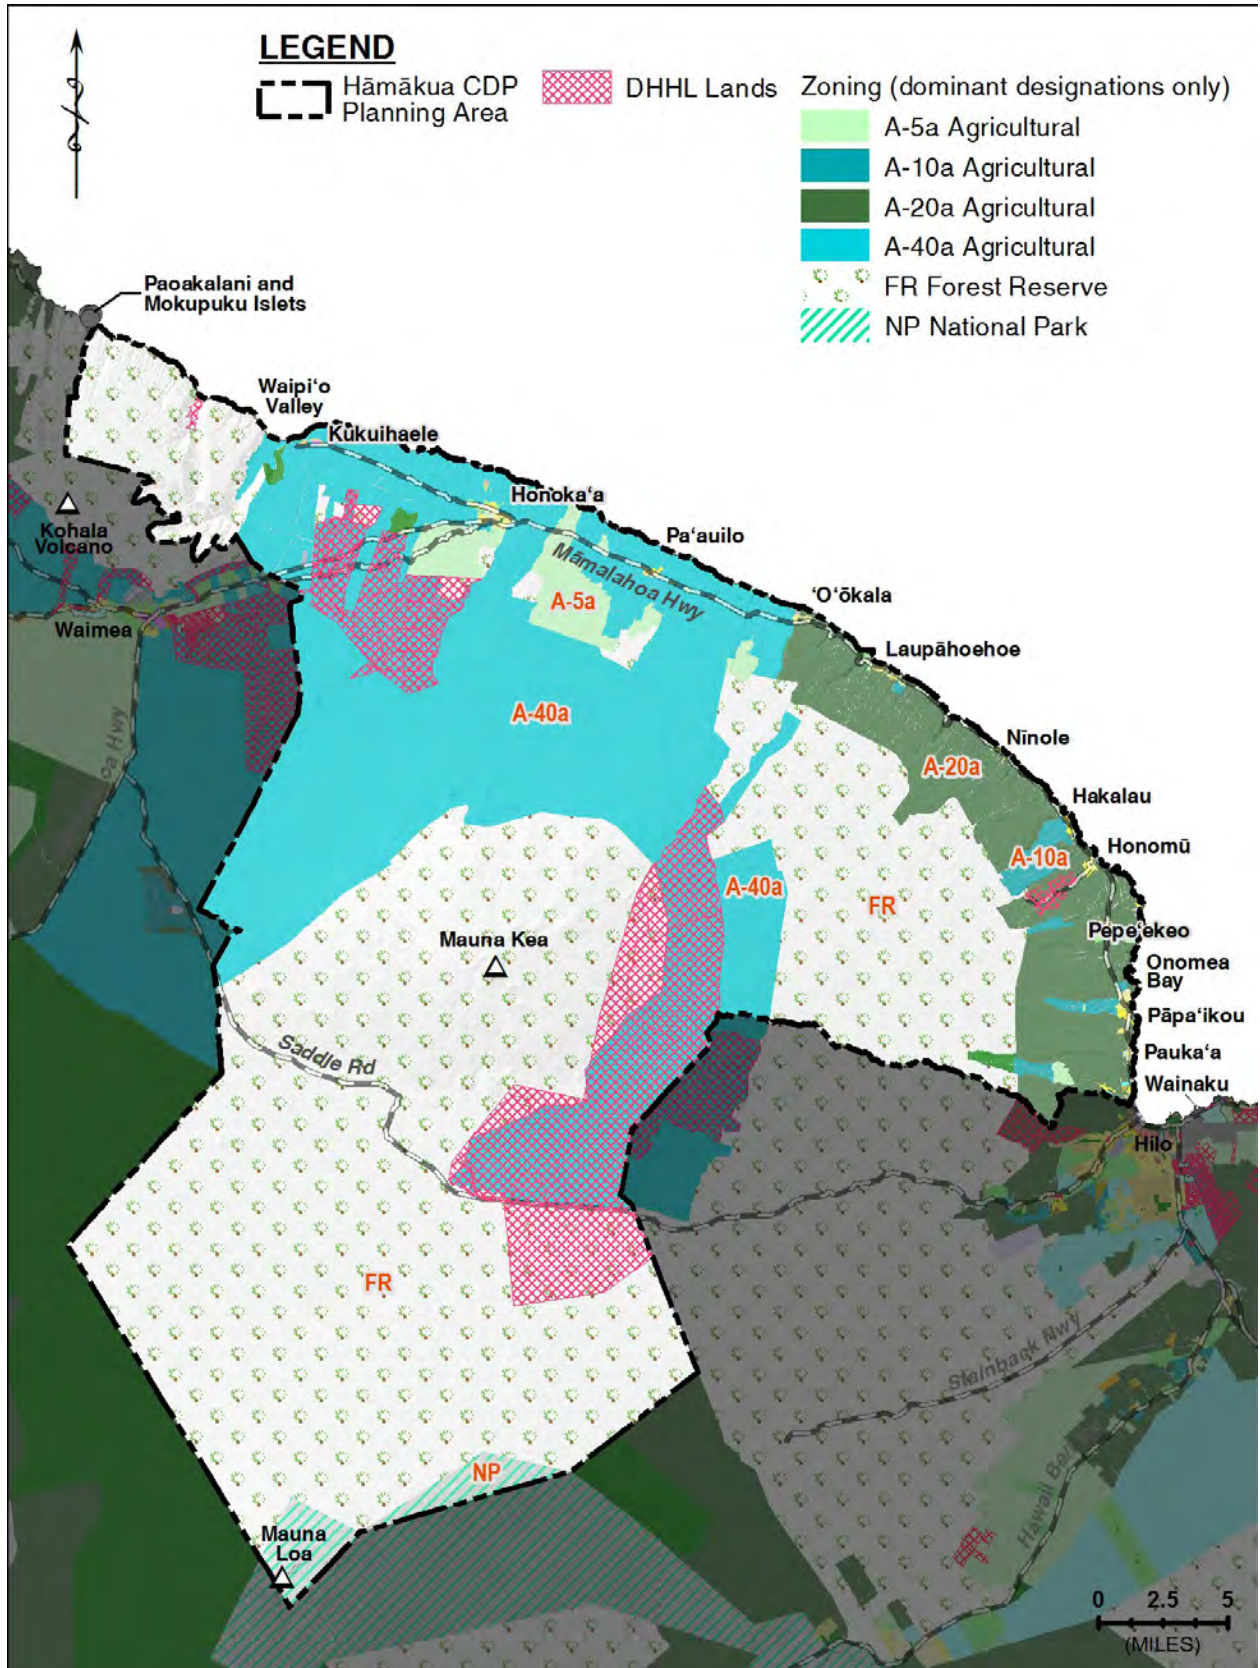 LEGEND
Hāmākua CDP
Planning Area
DHHL Lands
Zoning (dominant designations only)
A-5a Agricultural
A-10a Agricultural
A-20a Agricultural
A-40a Agricultural
FR Forest Reserve
NP National Park
Paoakalani and
Mokupuku Islets
Waipi‘o
Valley
Kūkuihaele
Honoka‘a
Kohala
Volcano
Pa‘auilo
Māmalahoa Hwy
‘O‘ōkala
A-5a
Waimea
Laupāhoehoe
A-40a
oa Hwy
Nīnole
A-20a
Hakalau
Honomū
A-10a
A-40a
FR
Mauna Kea
Pepe‘ekeo
Onomea
Bay
Pāpa‘ikou
Saddle Rd
Pauka‘a
Wainaku
Hilo
FR
Stainback Hwy
NP
Hawaii Bel
Mauna
Loa
0 2.5 5
(MILES)